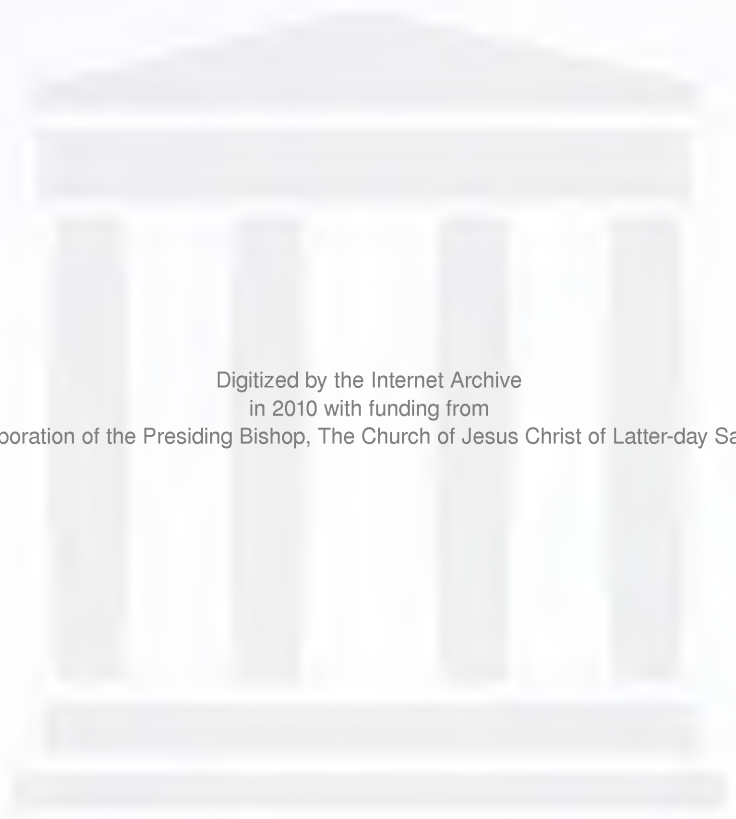 Digitized by the Internet Archive
in 2010 with funding from
poration of the Presiding Bishop, The Church of Jesus Christ of Latter-day Sa